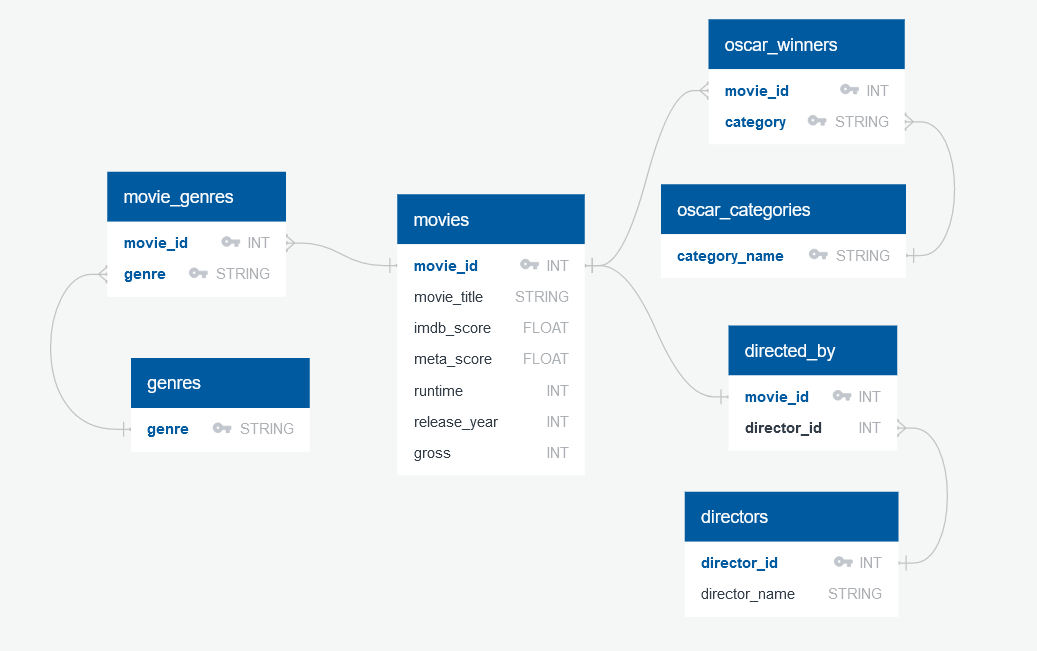 oscar_winners
movie_id INT
category STRING
movie_genres
movie_id INT
genre STRING
oscar_categories
category_name STRING
movies
movie_id INT
movie_title STRING
imdb_score FLOAT
meta_score FLOAT
runtime INT
release_year INT
gross INT
genres
genre STRING
directed_by
movie_id INT
director_id INT
directors
director_id INT
director_name STRING